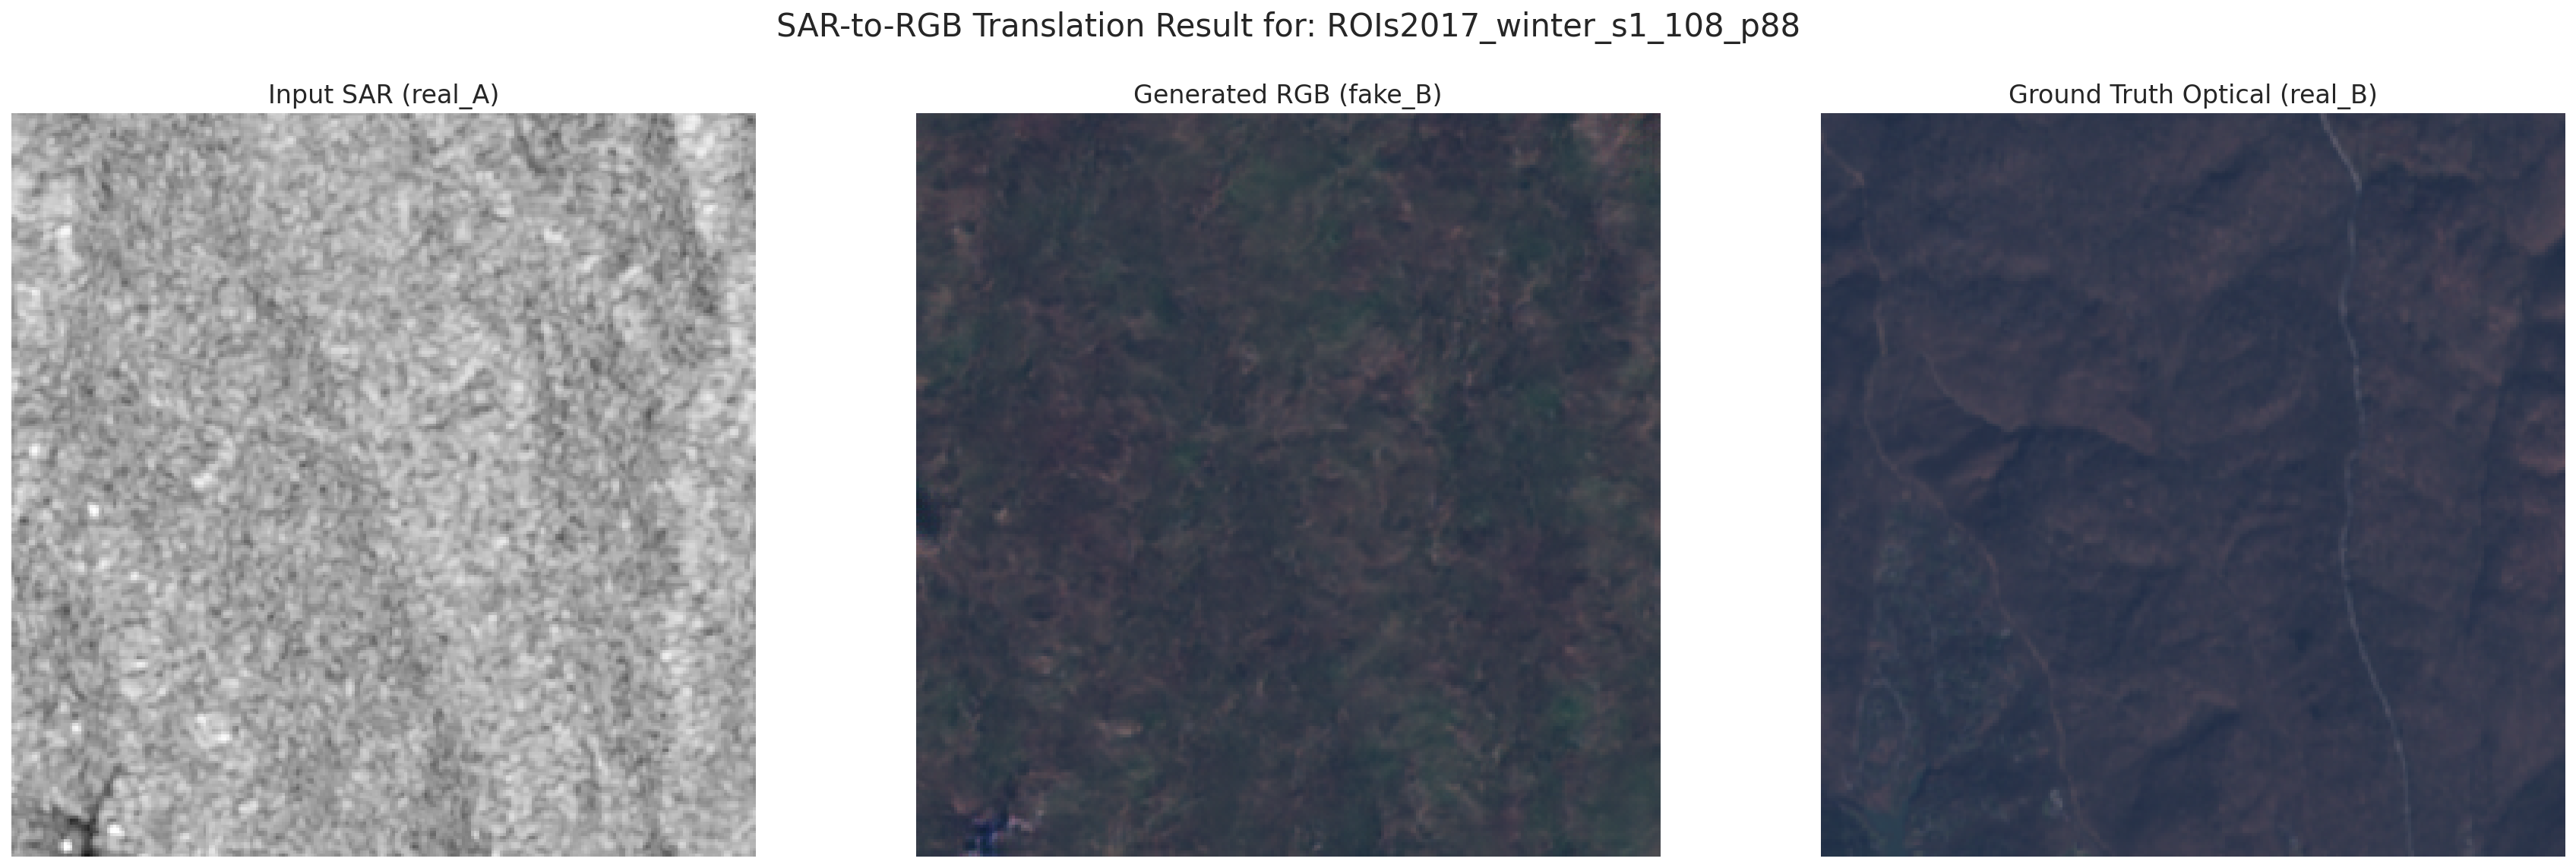 SAR-to-RGB Translation Result for: ROIs2017_winter_s1_108_p88
Input SAR (real_A)
Generated RGB (fake_B)
Ground Truth Optical (real_B)